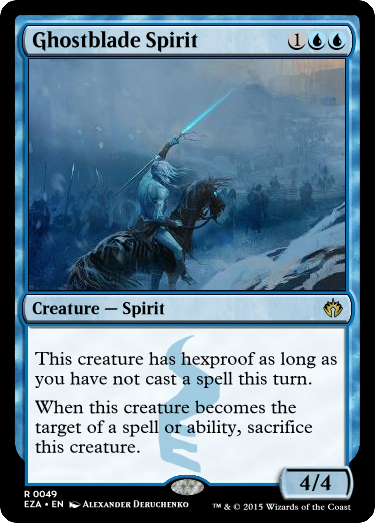 Ghostblade Spirit 1
Creature — Spirit
This creature has hexproof as long as
you have not cast a spell this turn.
When this creature becomes the
target of a spell or ability, sacrifice
this creature.
4/4
R 0049
EZA • EN Alexander Deruchenko
™ & © 2015 Wizards of the Coast